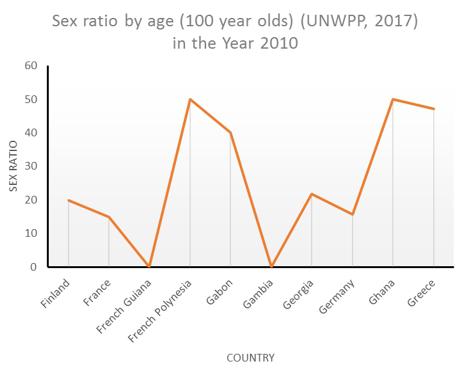 Sex ratio by age (100 year olds) (UNWPP, 2017)
in the Year 2010
60
50
40
30
20
10
0
SEX RATIO
Finland
France
French Guiana
French Polynesia
Gabon
Gambia
Georgia
Germany
Ghana
Greece
COUNTRY